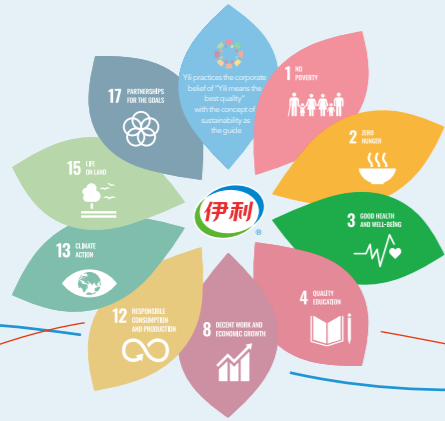 Yili practices the corporate
belief of "Yili means the
best quality"
with the concept of
sustainability as
the guide
1 NO
POVERTY
2 ZERO
HUNGER
3 GOOD HEALTH
AND WELL-BEING
4 QUALITY
EDUCATION
8 DECENT WORK AND
ECONOMIC GROWTH
12 RESPONSIBLE
CONSUMPTION
AND PRODUCTION
13 CLIMATE
ACTION
15 LIFE
ON LAND
17 PARTNERSHIPS
FOR THE GOALS
伊利
®